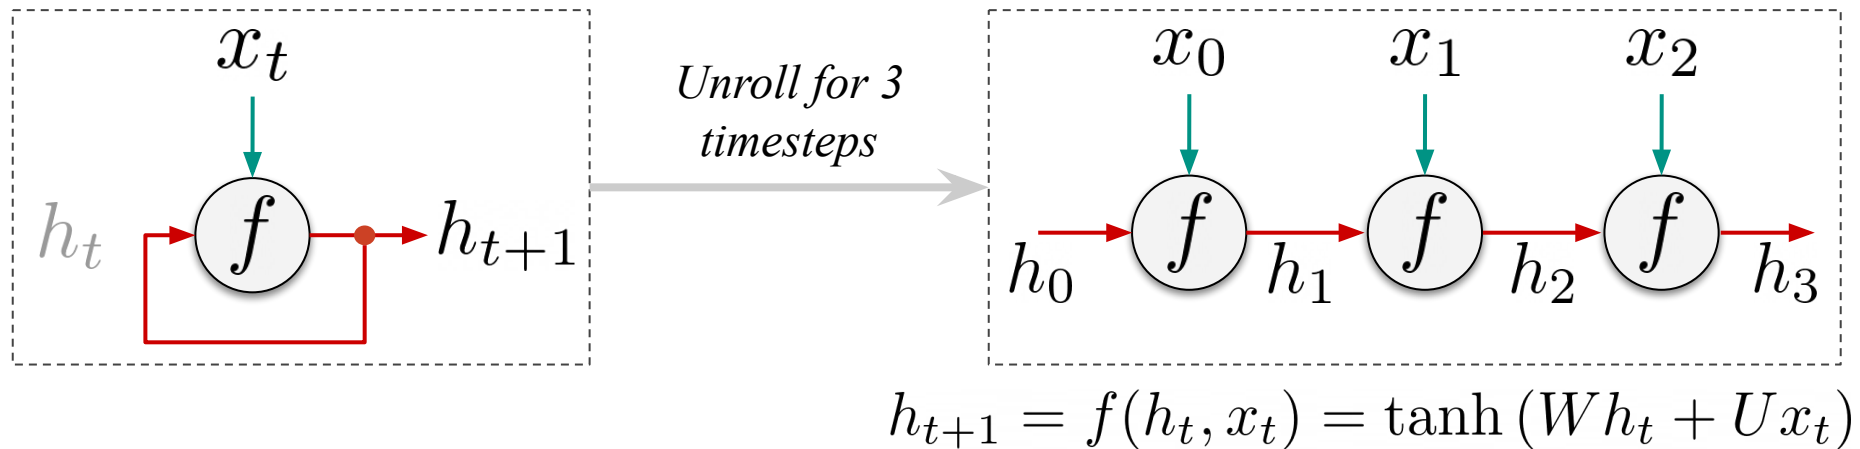 x_t
h_t
f
h_{t+1}
Unroll for 3
timesteps
x_0 x_1 x_2
f f f
h_0 h_1 h_2 h_3
h_{t+1} = f(h_t, x_t) = tanh (Wh_t + Ux_t)